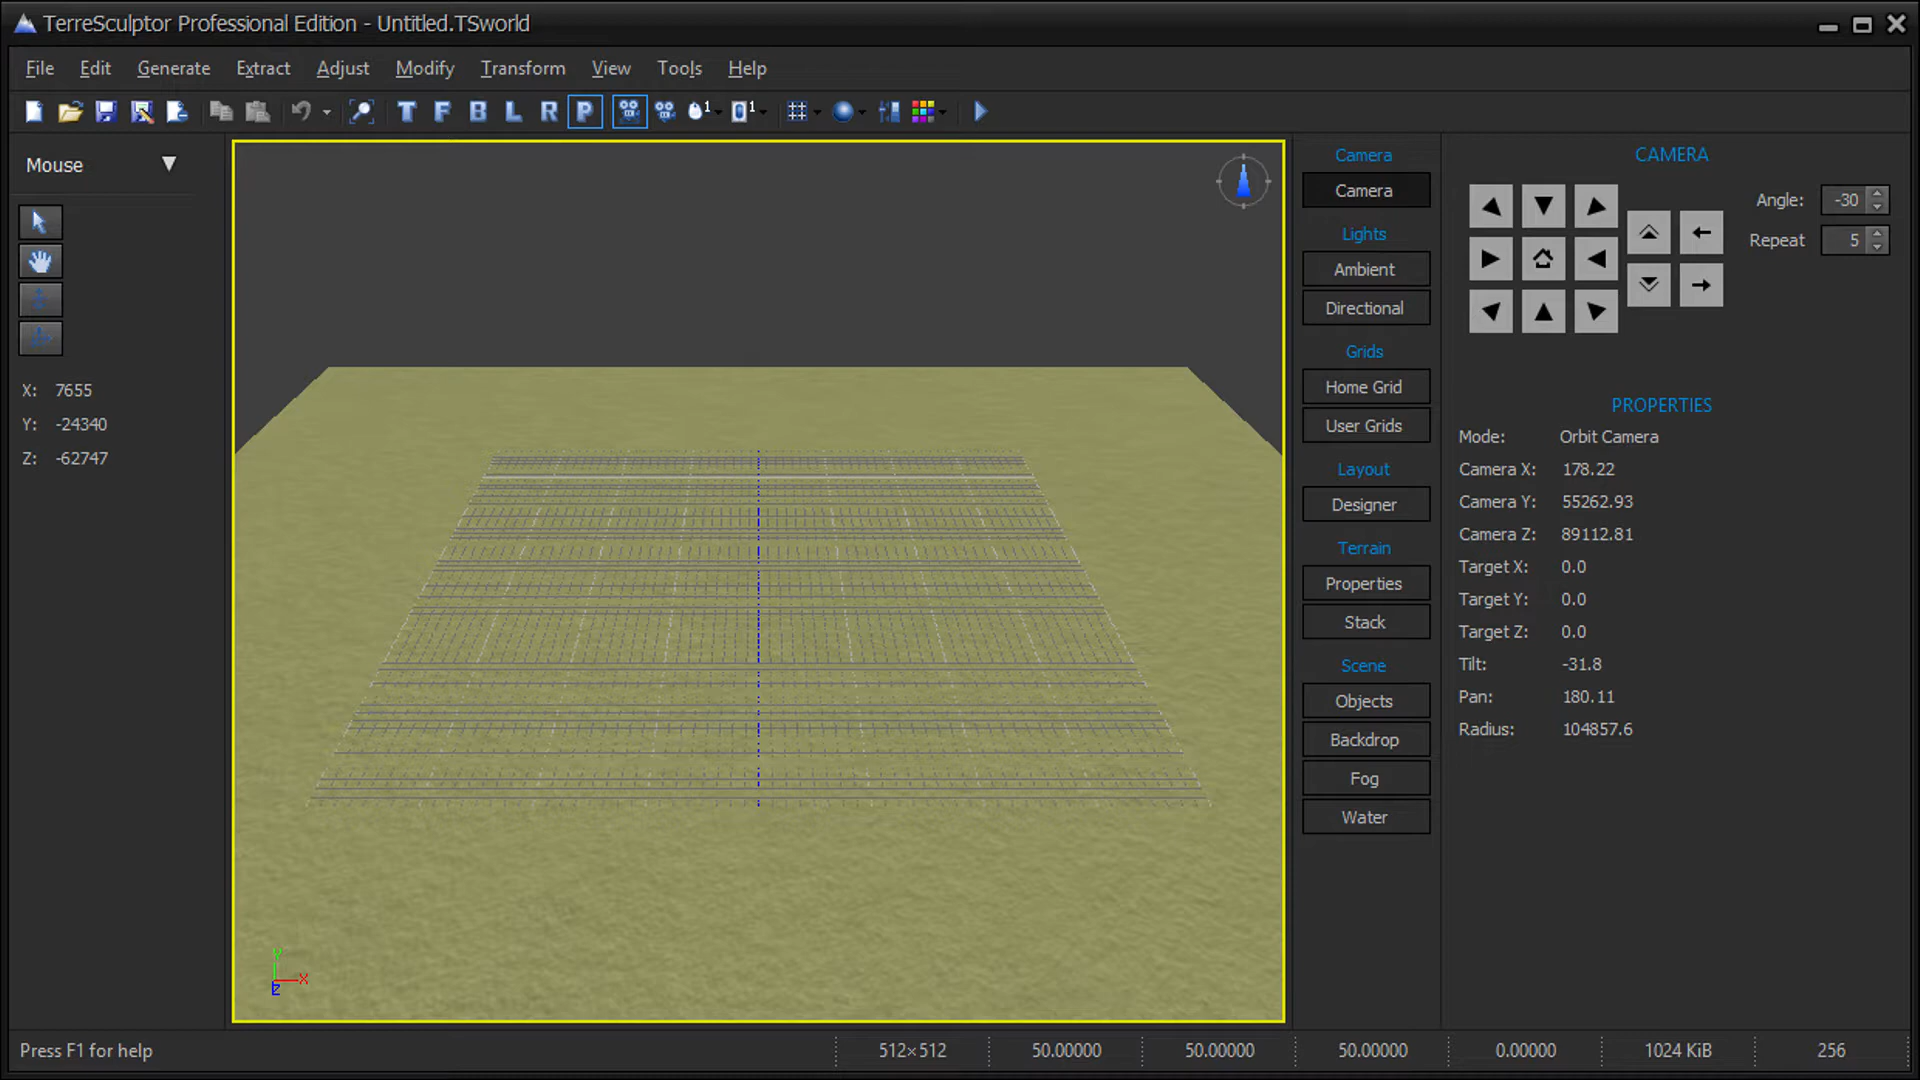 TerreSculptor Professional Edition - Untitled.TSworld
File Edit Generate Extract Adjust Modify Transform View Tools Help
T F B L R P 1 1
Mouse
X: 7655
Y: -24340
Z: -62747
Y
X
Z
Camera
Camera
Lights
Ambient
Directional
Grids
Home Grid
User Grids
Layout
Designer
Terrain
Properties
Stack
Scene
Objects
Backdrop
Fog
Water
CAMERA
Angle: -30
Repeat 5
PROPERTIES
Mode: Orbit Camera
Camera X: 178.22
Camera Y: 55262.93
Camera Z: 89112.81
Target X: 0.0
Target Y: 0.0
Target Z: 0.0
Tilt: -31.8
Pan: 180.11
Radius: 104857.6
Press F1 for help 512×512 50.00000 50.00000 50.00000 0.00000 1024 KiB 256